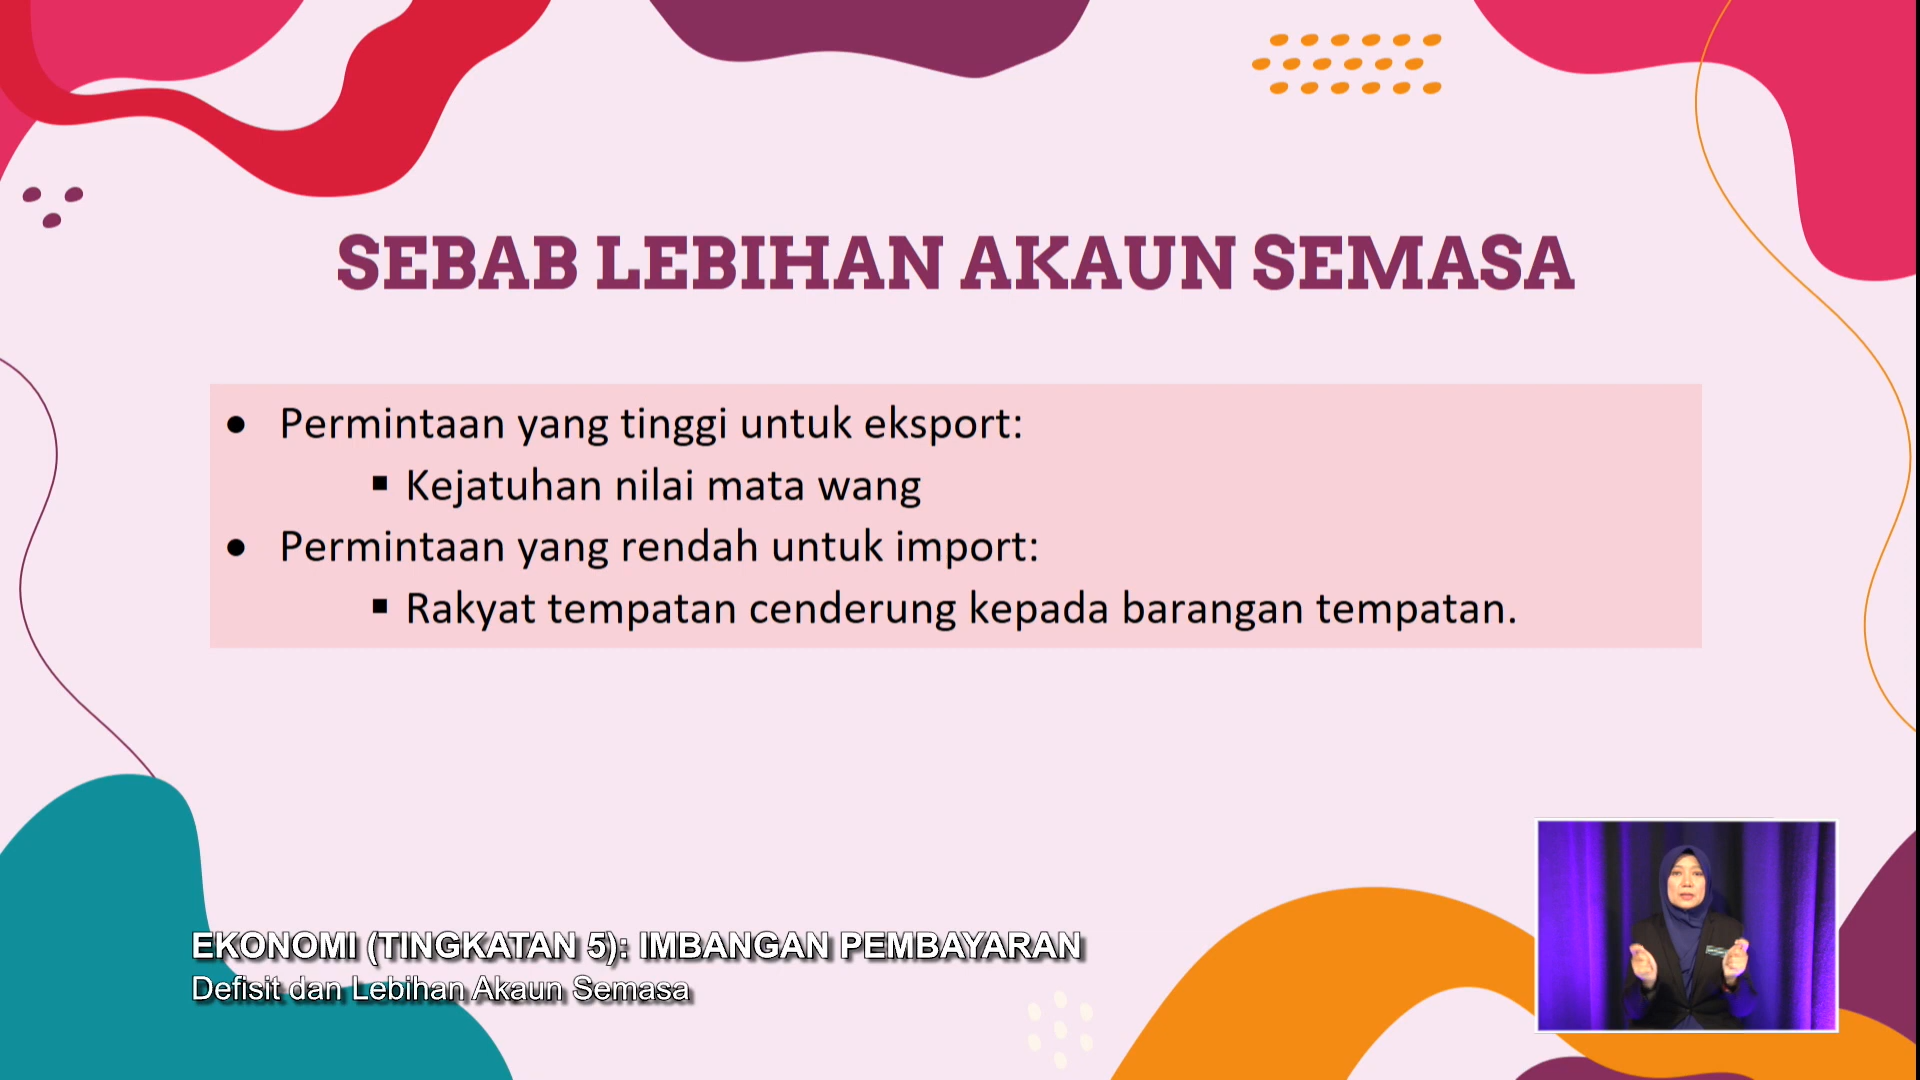 SEBAB LEBIHAN AKAUN SEMASA
• Permintaan yang tinggi untuk eksport:
▪ Kejatuhan nilai mata wang
• Permintaan yang rendah untuk import:
▪ Rakyat tempatan cenderung kepada barangan tempatan.
EKONOMI (TINGKATAN 5): IMBANGAN PEMBAYARAN
Defisit dan Lebihan Akaun Semasa